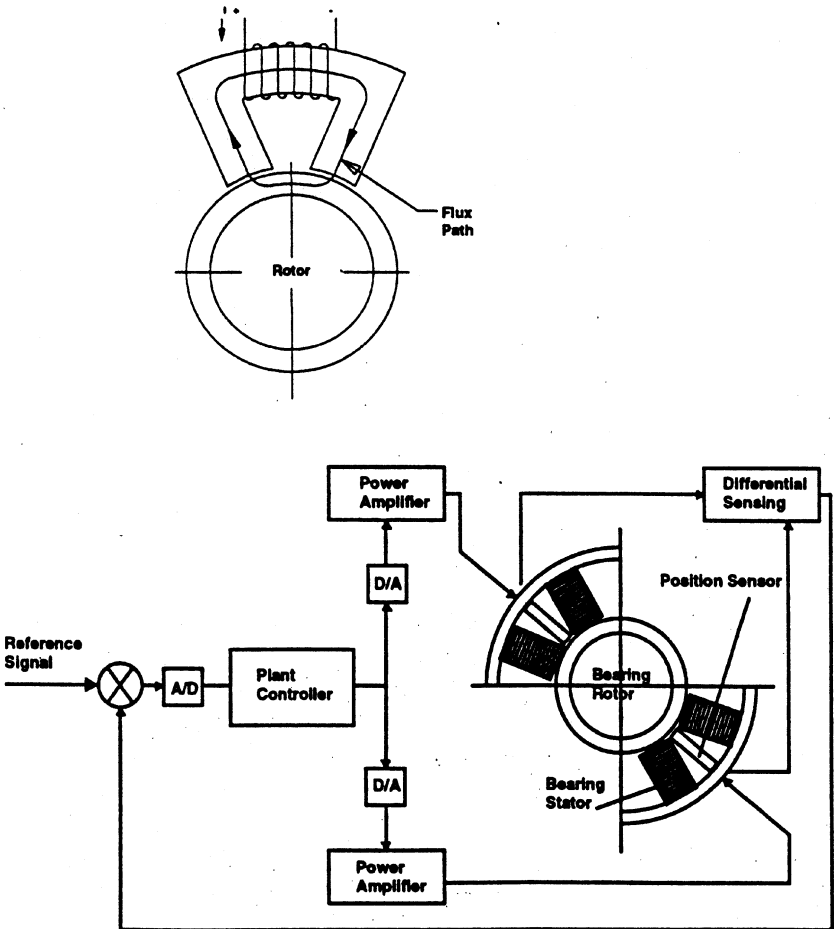 Flux
Path
Rotor
Power
Amplifier
Differential
Sensing
D/A
Position Sensor
Reference
Signal
A/D
Plant
Controller
Bearing
Rotor
D/A
Bearing
Stator
Power
Amplifier